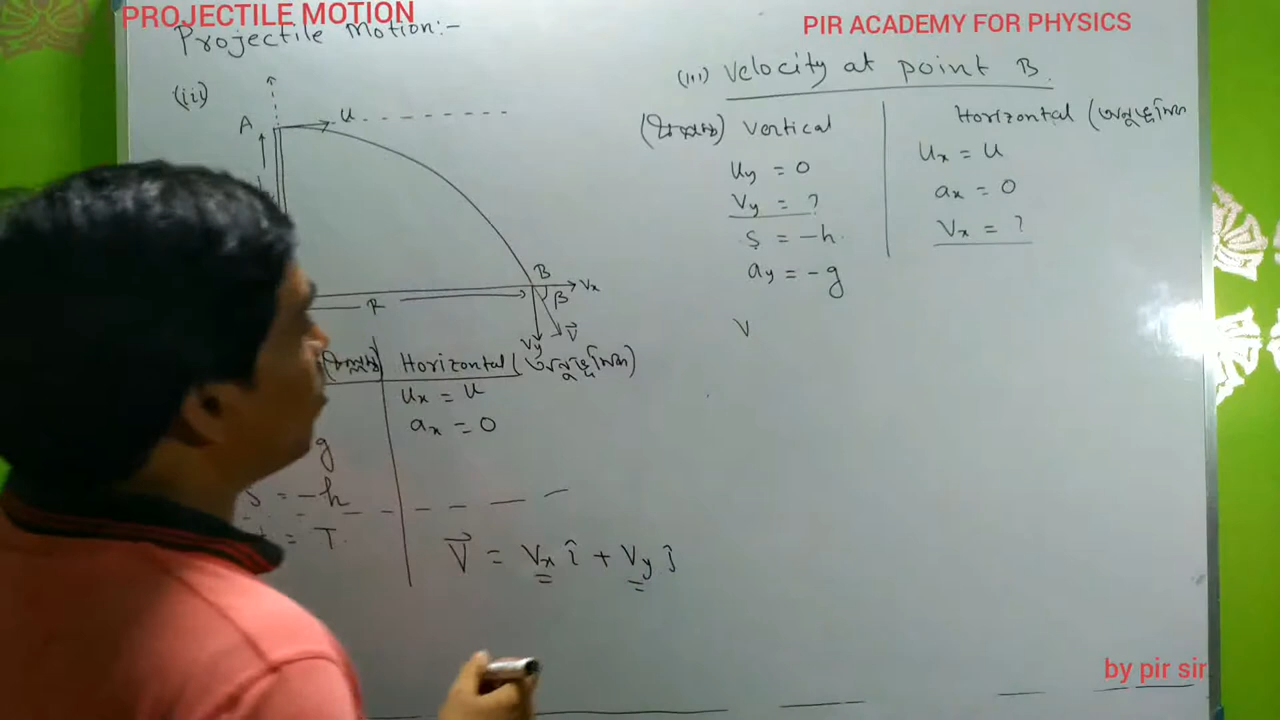 PROJECTILE MOTION
PIR ACADEMY FOR PHYSICS
Projectile Motion:-
(iii)
A
u
B
Vx
β
R
Vy
V⃗
Horizontal
ux = u
ax = 0
g
s = -h
t = T
V⃗ = Vx î + Vy ĵ
(iii) Velocity at point B.
Vertical
uy = 0
Vy = ?
s = -h
ay = -g
V
Horizontal
ux = u
ax = 0
Vx = ?
by pir sir